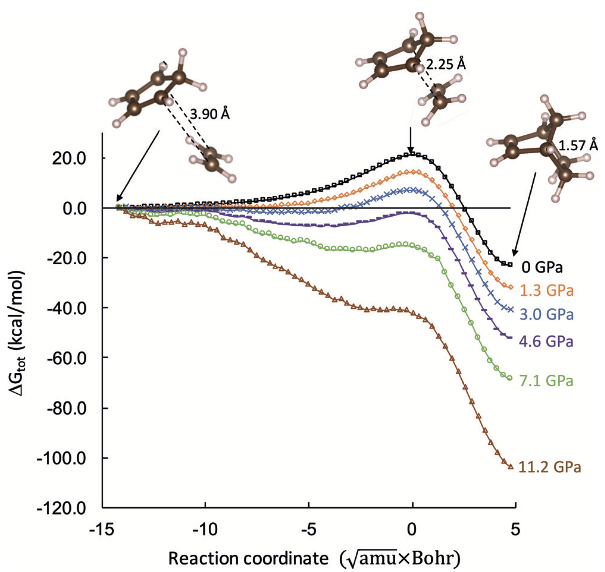 3.90 Å
2.25 Å
1.57 Å
ΔGtot (kcal/mol)
20.0
0.0
-20.0
-40.0
-60.0
-80.0
-100.0
-120.0
0 GPa
1.3 GPa
3.0 GPa
4.6 GPa
7.1 GPa
11.2 GPa
-15
-10
-5
0
5
Reaction coordinate (√amu×Bohr)